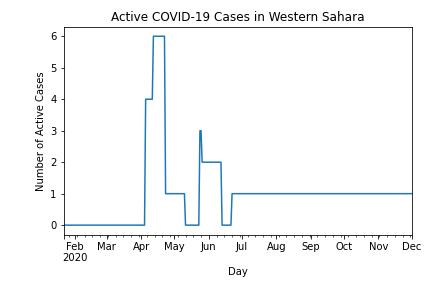 Active COVID-19 Cases in Western Sahara
Number of Active Cases
6
5
4
3
2
1
0
Feb Mar Apr May Jun Jul Aug Sep Oct Nov Dec
2020
Day